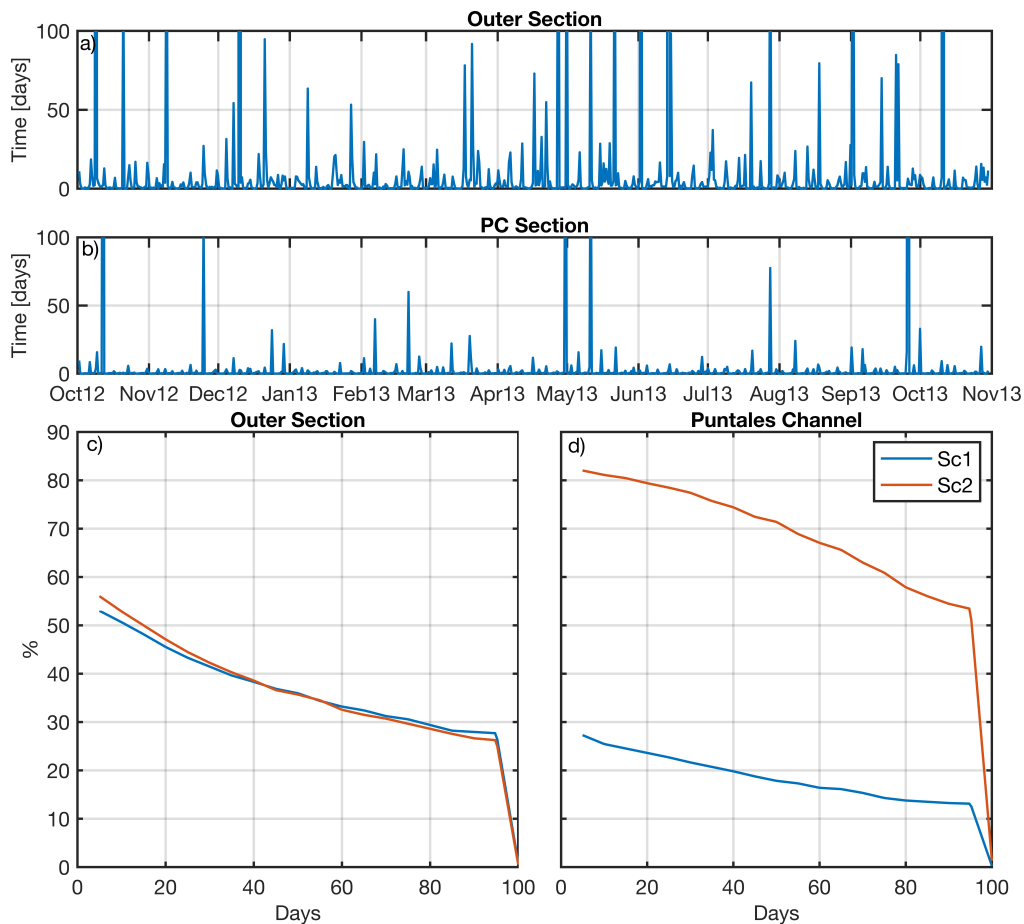 Outer Section
a)
Time [days]
100
50
0
PC Section
b)
Time [days]
100
50
0
Oct12 Nov12 Dec12 Jan13 Feb13 Mar13 Apr13 May13 Jun13 Jul13 Aug13 Sep13 Oct13 Nov13
Outer Section
c)
%
90
80
70
60
50
40
30
20
10
0
0 20 40 60 80 100
Days
Puntales Channel
d)
Sc1
Sc2
0 20 40 60 80 100
Days